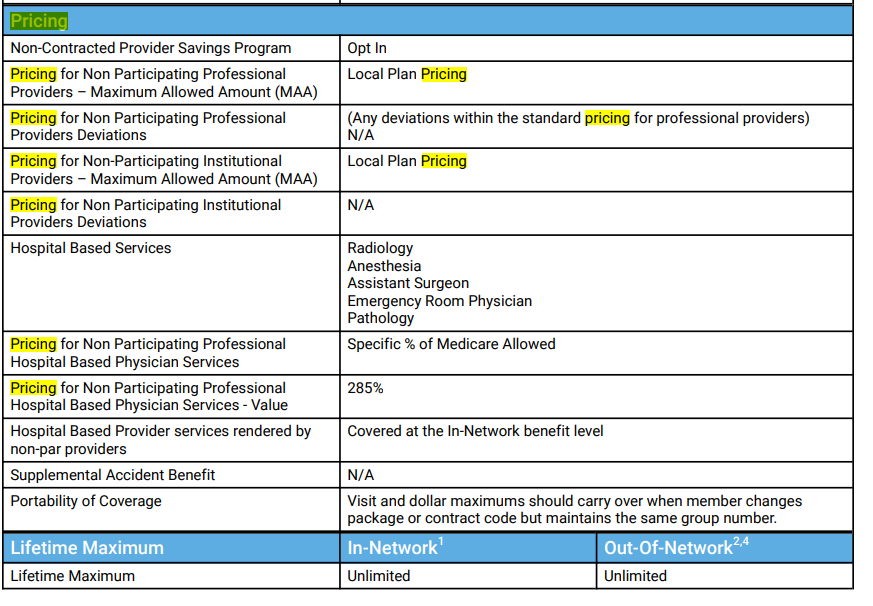 Pricing
Non-Contracted Provider Savings Program
Opt In
Pricing for Non Participating Professional
Providers – Maximum Allowed Amount (MAA)
Local Plan Pricing
Pricing for Non Participating Professional
Providers Deviations
(Any deviations within the standard pricing for professional providers)
N/A
Pricing for Non-Participating Institutional
Providers – Maximum Allowed Amount (MAA)
Local Plan Pricing
Pricing for Non Participating Institutional
Providers Deviations
N/A
Hospital Based Services
Radiology
Anesthesia
Assistant Surgeon
Emergency Room Physician
Pathology
Pricing for Non Participating Professional
Hospital Based Physician Services
Specific % of Medicare Allowed
Pricing for Non Participating Professional
Hospital Based Physician Services - Value
285%
Hospital Based Provider services rendered by
non-par providers
Covered at the In-Network benefit level
Supplemental Accident Benefit
N/A
Portability of Coverage
Visit and dollar maximums should carry over when member changes
package or contract code but maintains the same group number.
Lifetime Maximum
In-Network¹
Out-Of-Network²,⁴
Lifetime Maximum
Unlimited
Unlimited